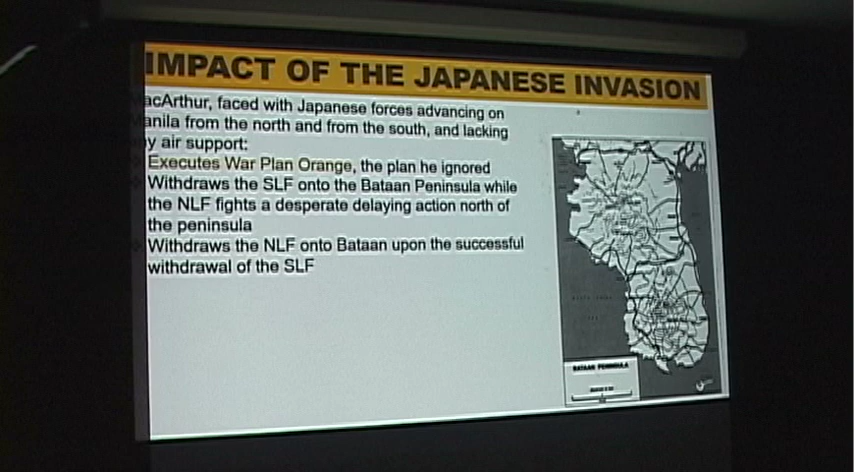 IMPACT OF THE JAPANESE INVASION
acArthur, faced with Japanese forces advancing on
anila from the north and from the south, and lacking
y air support:
Executes War Plan Orange, the plan he ignored
Withdraws the SLF onto the Bataan Peninsula while
the NLF fights a desperate delaying action north of
the peninsula
Withdraws the NLF onto Bataan upon the successful
withdrawal of the SLF
BATAAN PENINSULA